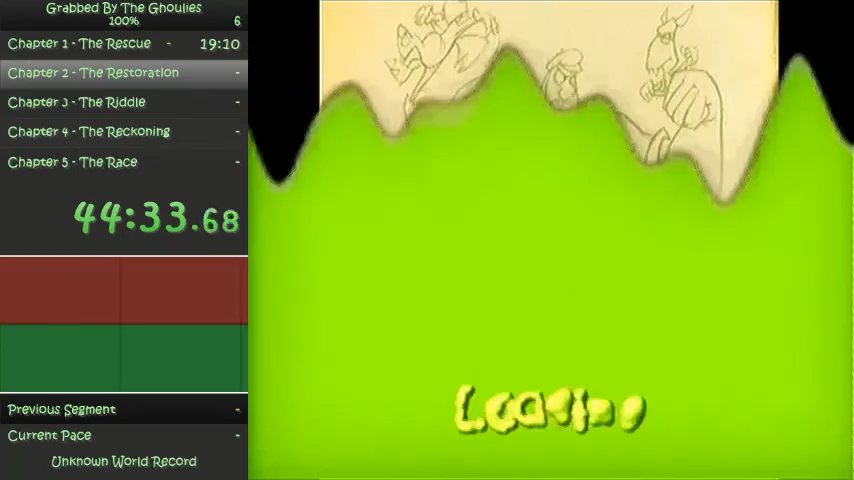 Grabbed By The Ghoulies
100% 6
Chapter 1 - The Rescue - 19:10
Chapter 2 - The Restoration -
Chapter 3 - The Riddle -
Chapter 4 - The Reckoning -
Chapter 5 - The Race -
44:33.68
Previous Segment -
Current Pace -
Unknown World Record
Loading